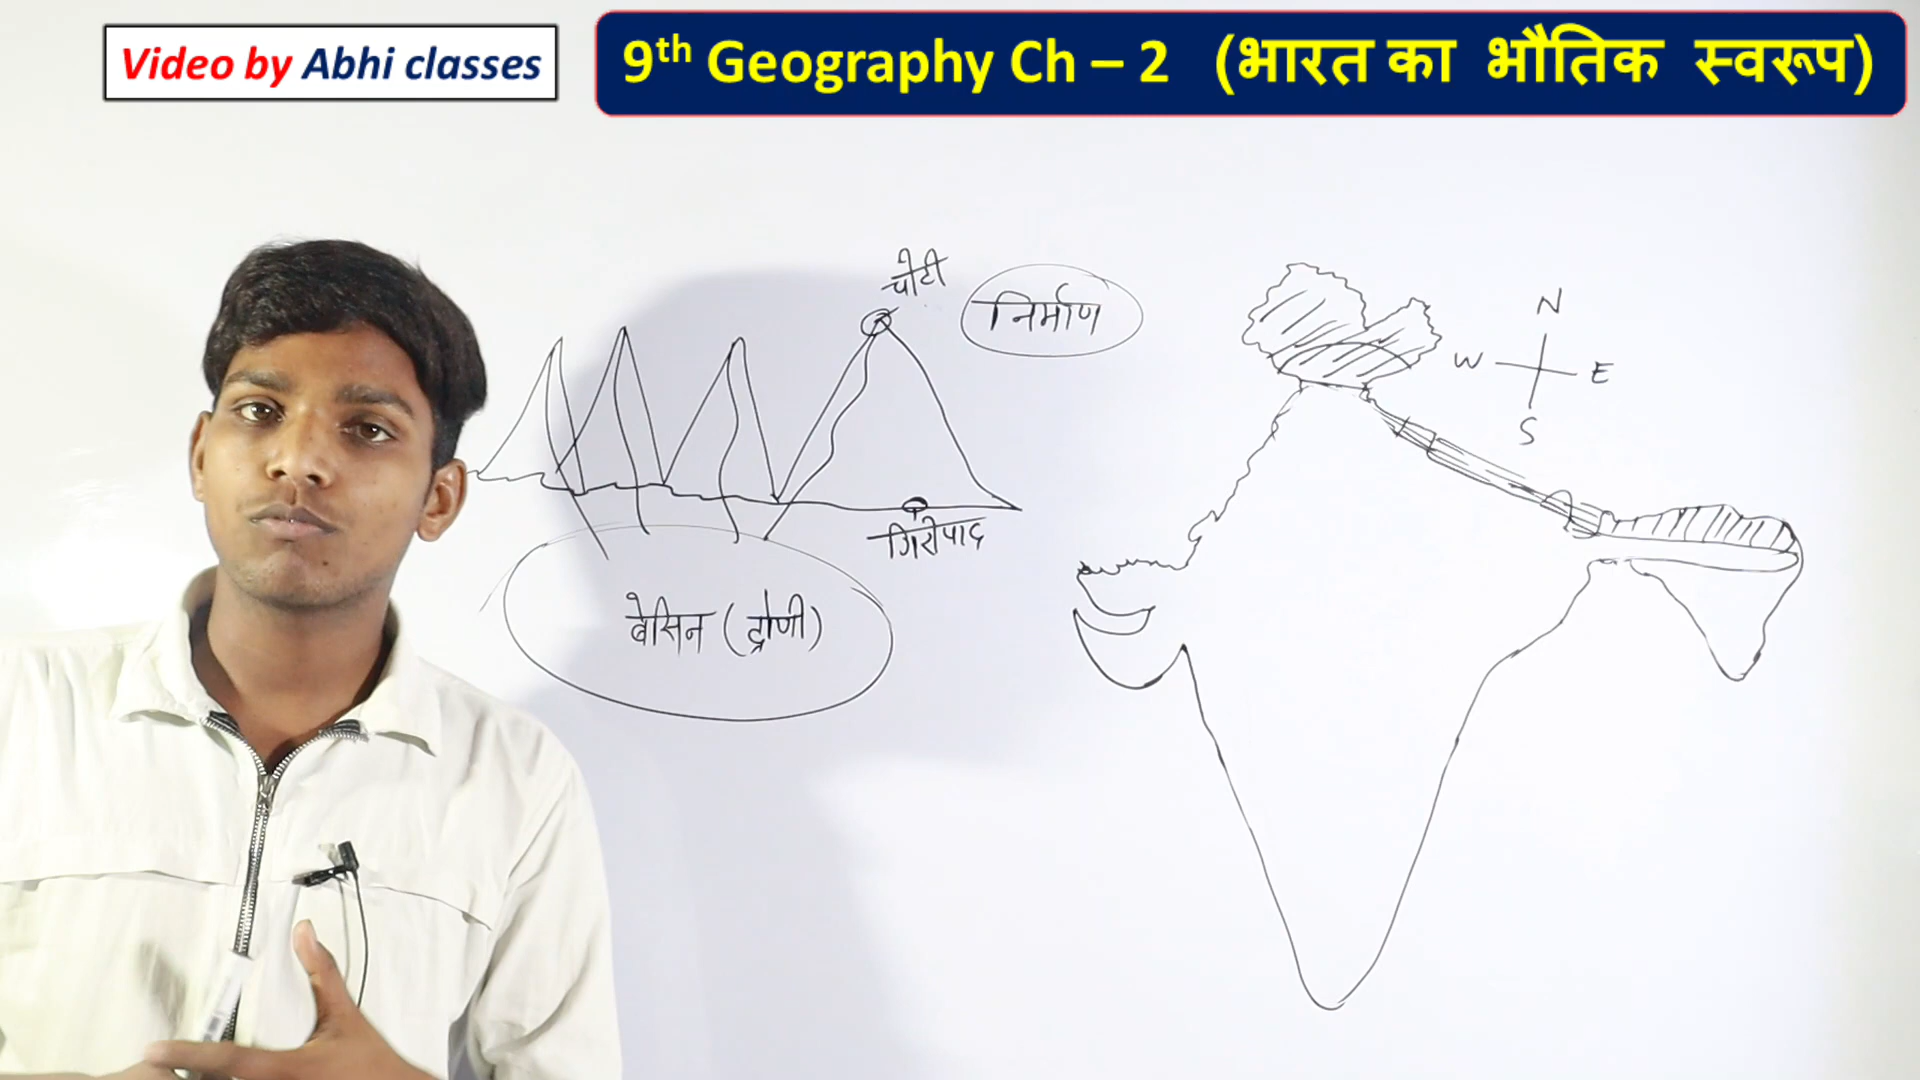 Video by Abhi classes
9th Geography Ch – 2 (भारत का भौतिक स्वरूप)
चोटी
निर्माण
N
W E
S
गिरीपाद
बेसिन (द्रोणी)